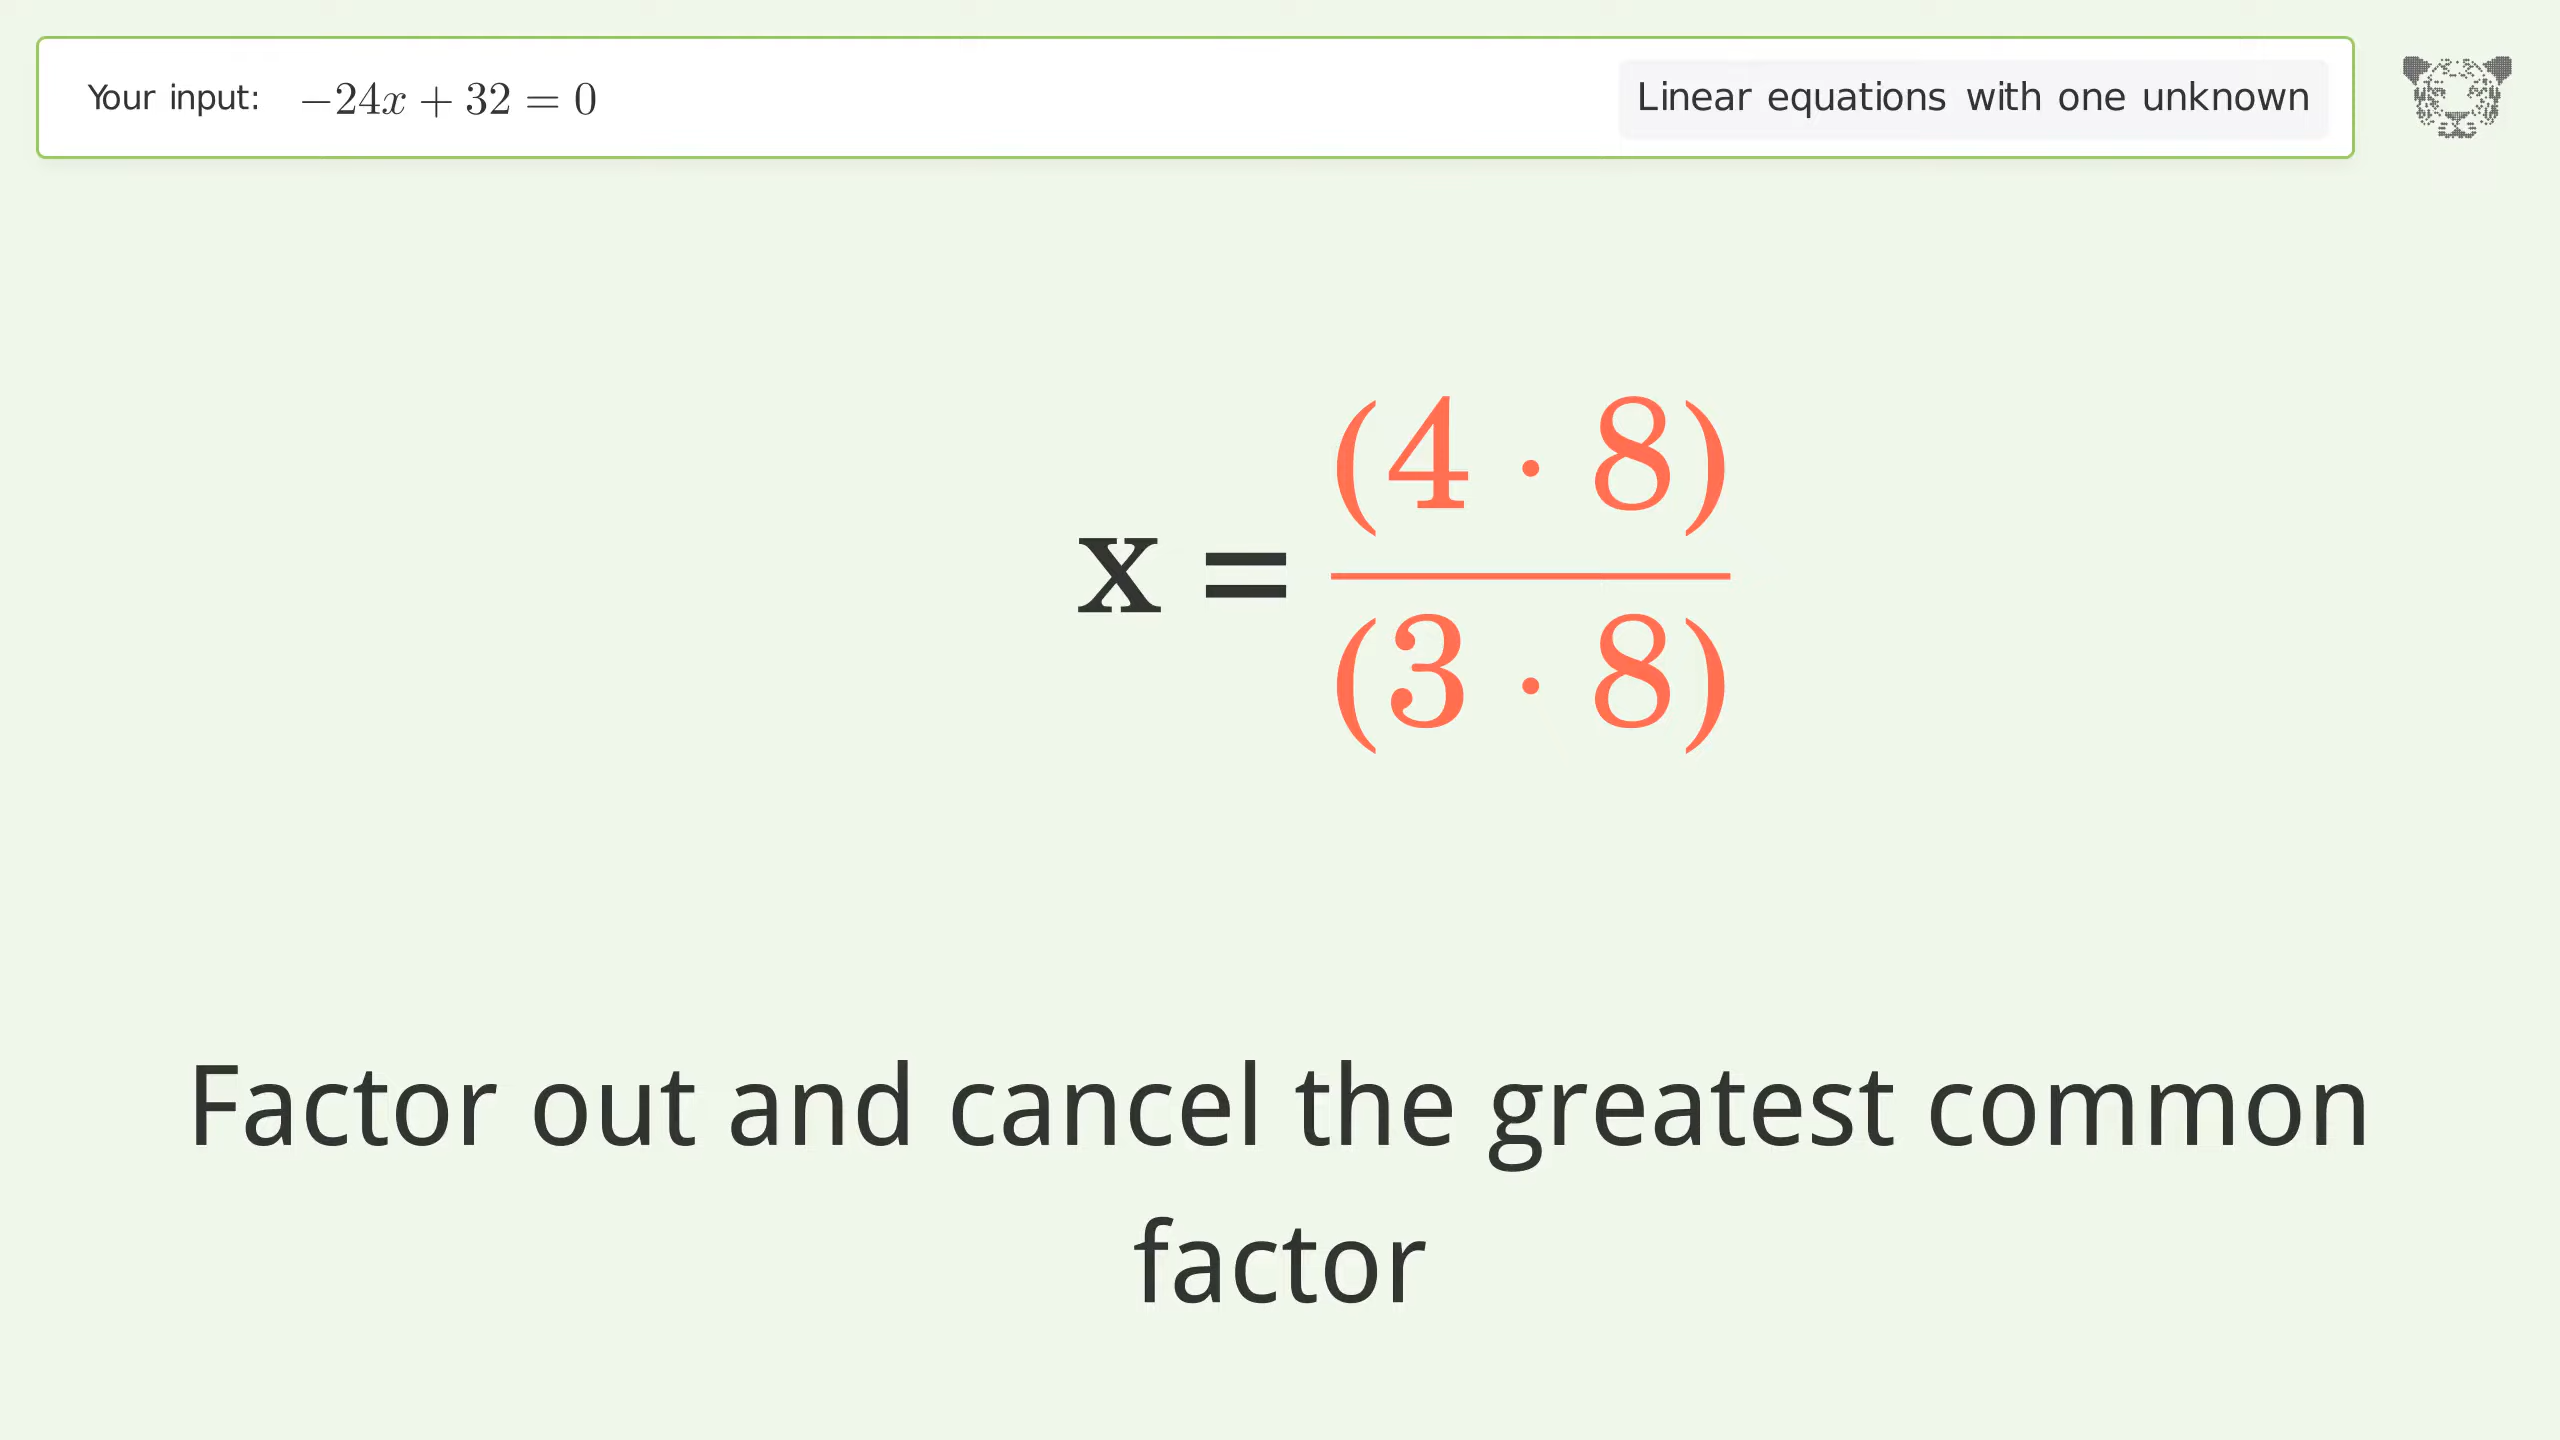 Your input: −24x + 32 = 0
Linear equations with one unknown
x = (4 · 8) / (3 · 8)
Factor out and cancel the greatest common
factor